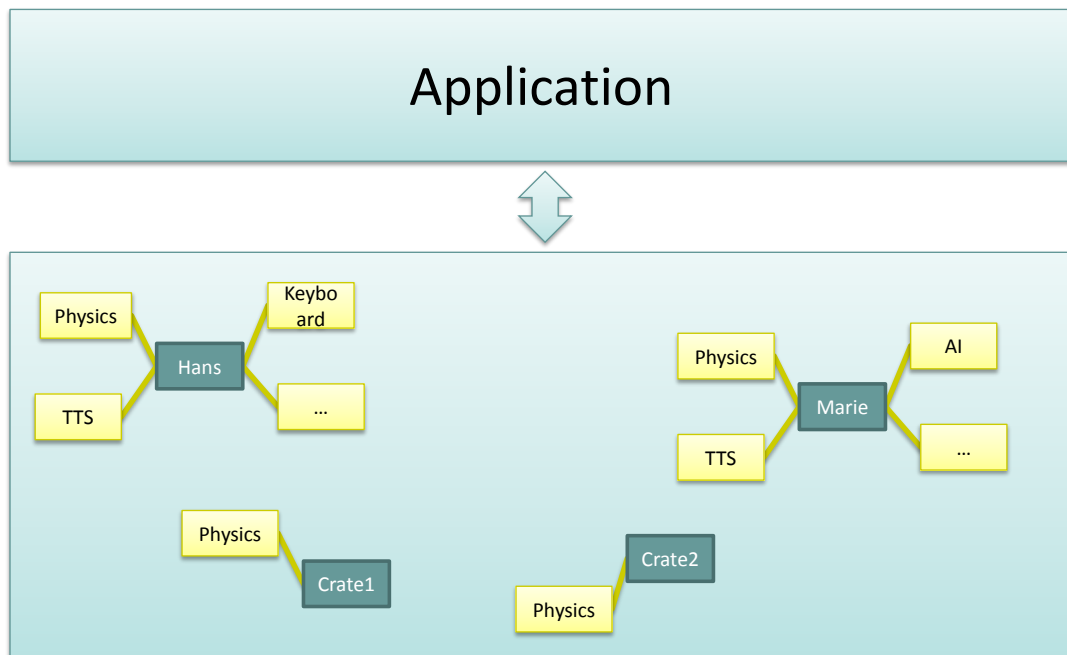 Application
Physics
Keybo
ard
Hans
TTS
...
Physics
AI
Marie
TTS
...
Physics
Crate1
Crate2
Physics